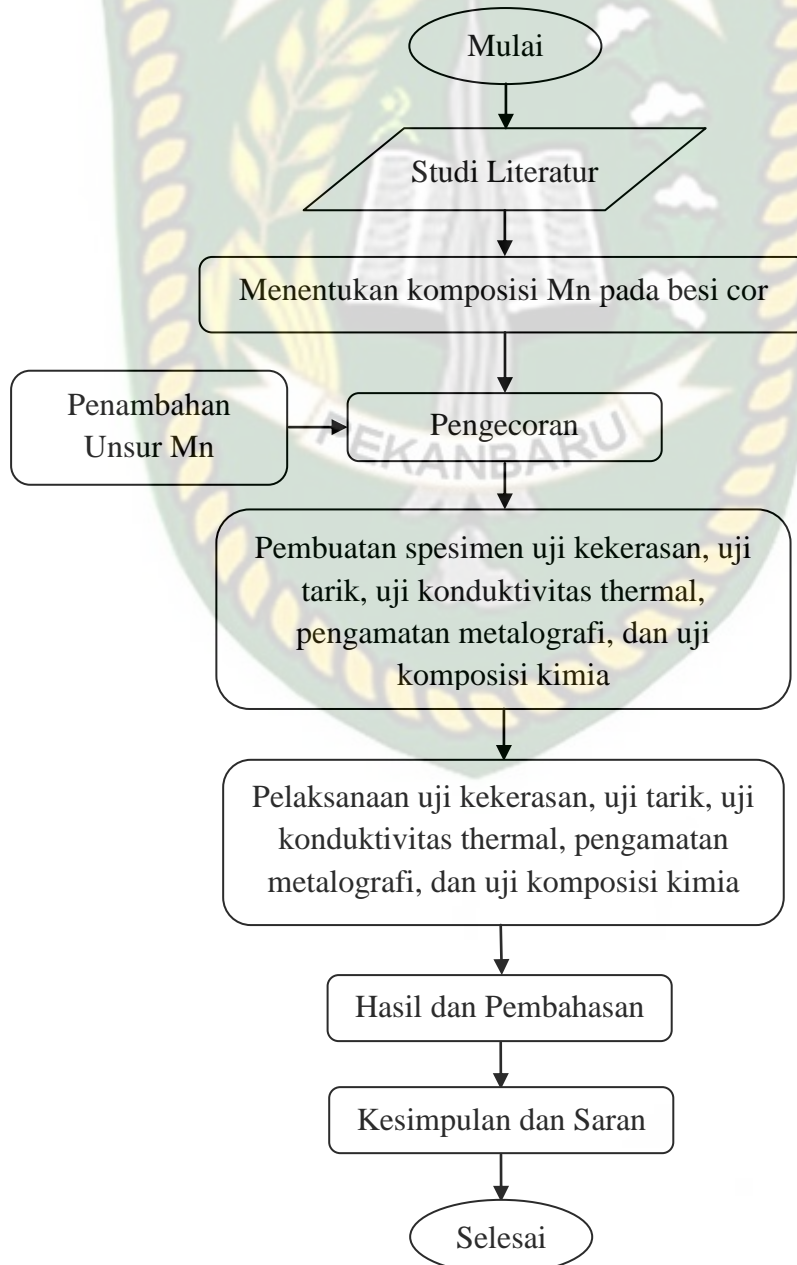 Mulai
Studi Literatur
Menentukan komposisi Mn pada besi cor
Penambahan
Unsur Mn
Pengecoran
PEKANBARU
Pembuatan spesimen uji kekerasan, uji
tarik, uji konduktivitas thermal,
pengamatan metalografi, dan uji
komposisi kimia
Pelaksanaan uji kekerasan, uji tarik, uji
konduktivitas thermal, pengamatan
metalografi, dan uji komposisi kimia
Hasil dan Pembahasan
Kesimpulan dan Saran
Selesai